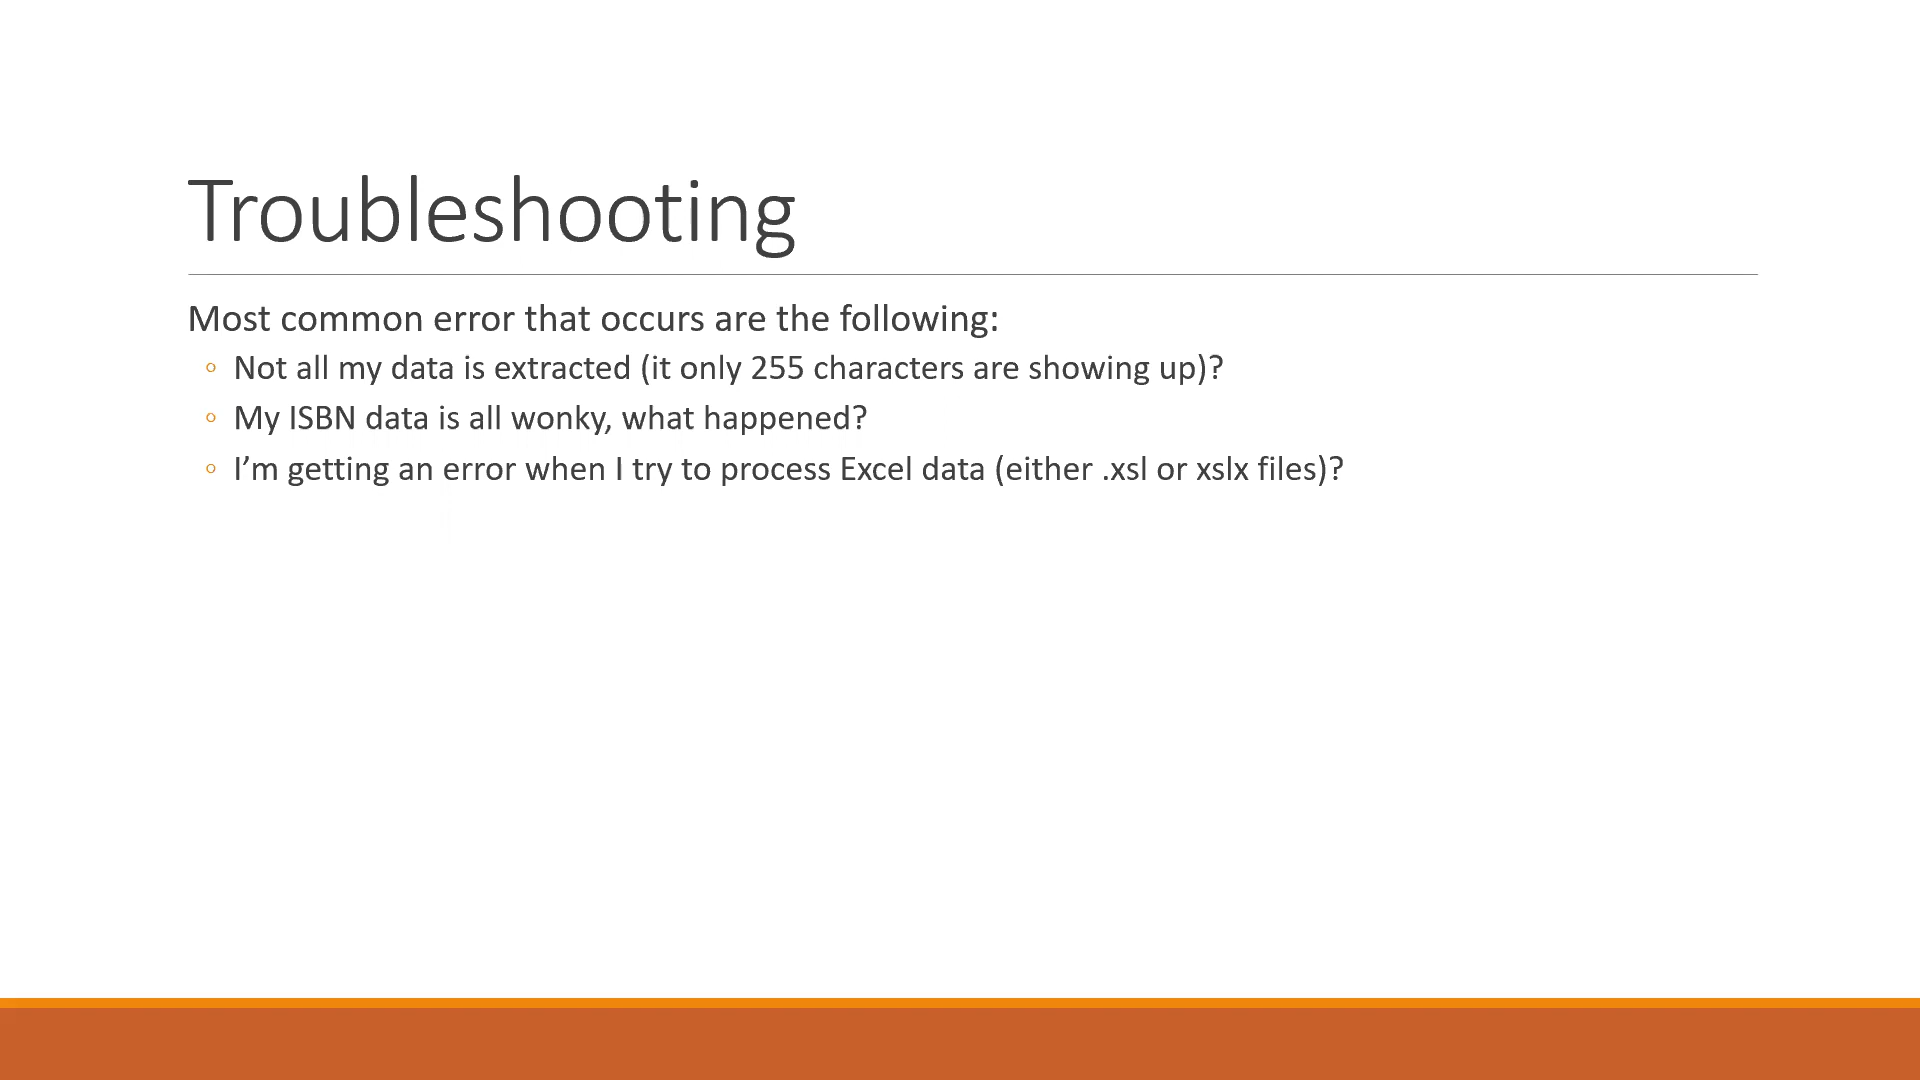 Troubleshooting
Most common error that occurs are the following:
◦ Not all my data is extracted (it only 255 characters are showing up)?
◦ My ISBN data is all wonky, what happened?
◦ I’m getting an error when I try to process Excel data (either .xsl or xslx files)?